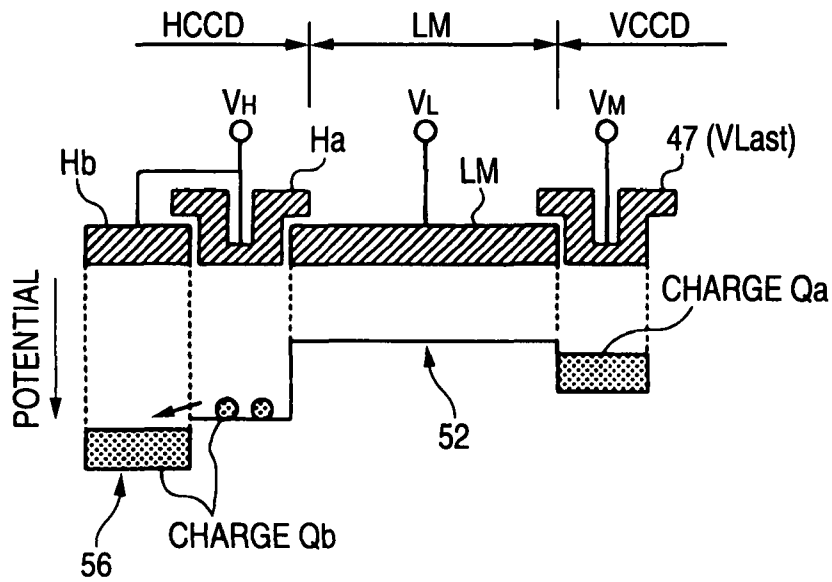 HCCD LM VCCD
VH VL VM
Hb Ha LM 47 (VLast)
POTENTIAL
CHARGE Qa
52
56 CHARGE Qb